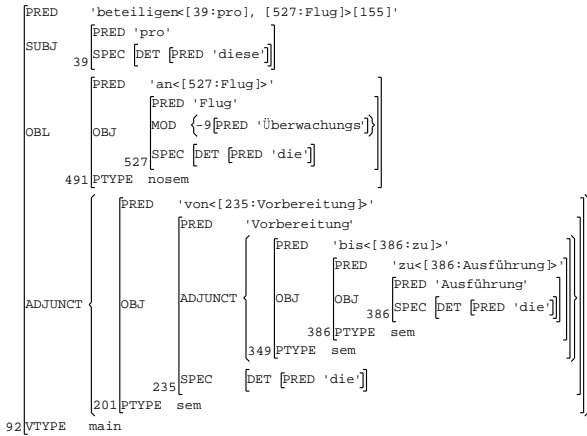 PRED 'beteiligen<[39:pro], [527:Flug]>[155]'
PRED 'pro'
SUBJ
39 SPEC DET PRED 'diese'
PRED 'an<[527:Flug]>'
PRED 'Flug'
OBL OBJ MOD -9 PRED 'Überwachungs'
527 SPEC DET PRED 'die'
491 PTYPE nosem
PRED 'von<[235:Vorbereitung]>'
PRED 'Vorbereitung'
PRED 'bis<[386:zu]>'
PRED 'zu<[386:Ausführung]>'
PRED 'Ausführung'
ADJUNCT OBJ ADJUNCT OBJ OBJ
386 SPEC DET PRED 'die'
386 PTYPE sem
349 PTYPE sem
235 SPEC DET PRED 'die'
201 PTYPE sem
92 VTYPE main